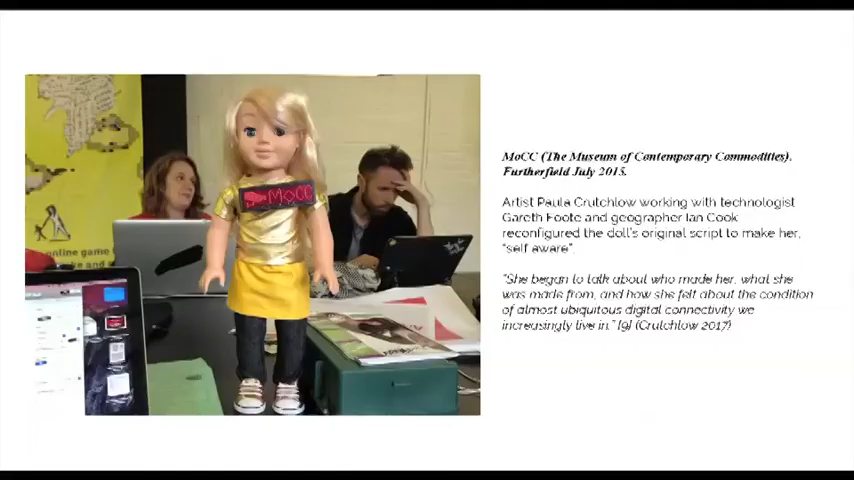 MoCC (The Museum of Contemporary Commodities).
Furtherfield July 2015.
Artist Paula Crutchlow working with technologist
Gareth Foote and geographer Ian Cook
reconfigured the doll's original script to make her,
"self aware".
"She began to talk about who made her, what she
was made from, and how she felt about the condition
of almost ubiquitous digital connectivity we
increasingly live in." [9] (Crutchlow 2017)
MoCC
online game